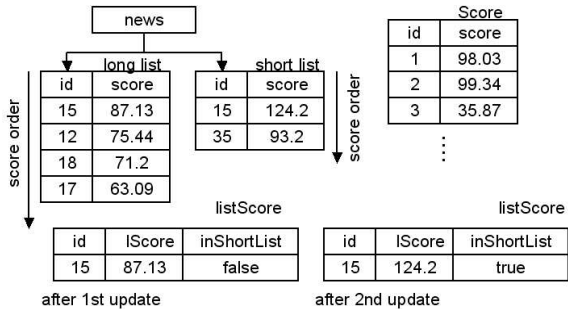 news
long list
id score
15 87.13
12 75.44
18 71.2
17 63.09
score order
short list
id score
15 124.2
35 93.2
score order
Score
id score
1 98.03
2 99.34
3 35.87
listScore
id lScore inShortList
15 87.13 false
after 1st update
listScore
id lScore inShortList
15 124.2 true
after 2nd update